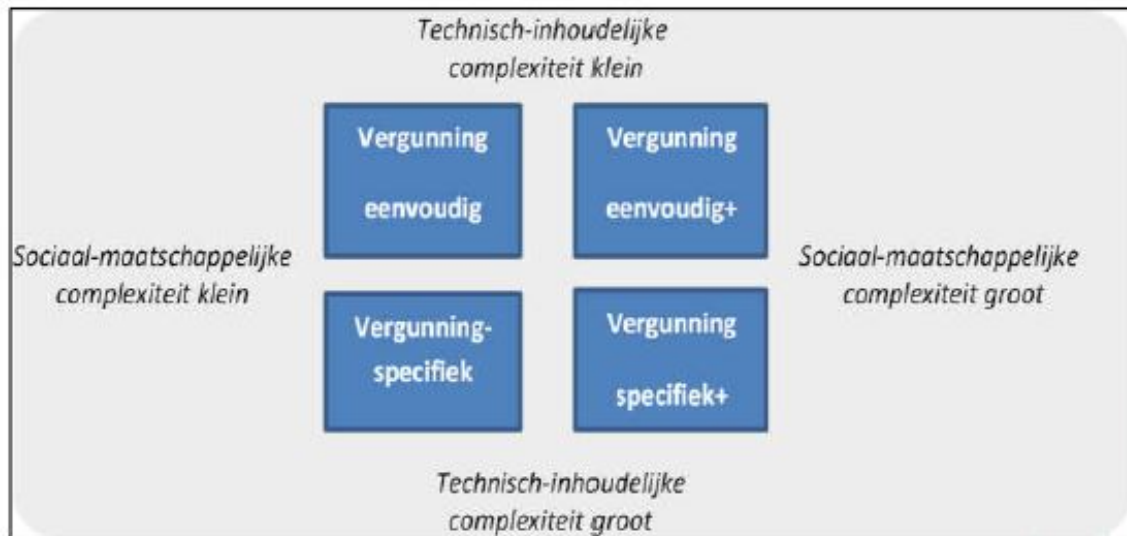 Technisch-inhoudelijke
complexiteit klein
Vergunning
eenvoudig
Vergunning
eenvoudig+
Sociaal-maatschappelijke
complexiteit klein
Sociaal-maatschappelijke
complexiteit groot
Vergunning-
specifiek
Vergunning
specifiek+
Technisch-inhoudelijke
complexiteit groot